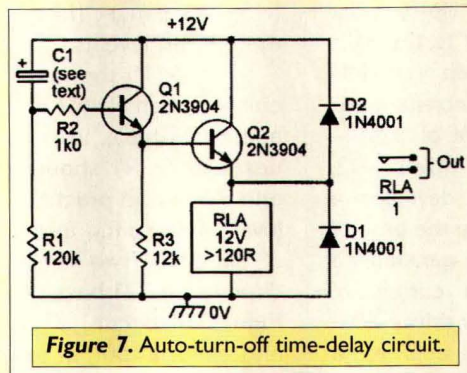 +12V
C1
(see
text)
+
R2
1k0
Q1
2N3904
Q2
2N3904
D2
1N4001
Out
RLA
1
R1
120k
R3
12k
RLA
12V
>120R
D1
1N4001
0V
Figure 7. Auto-turn-off time-delay circuit.